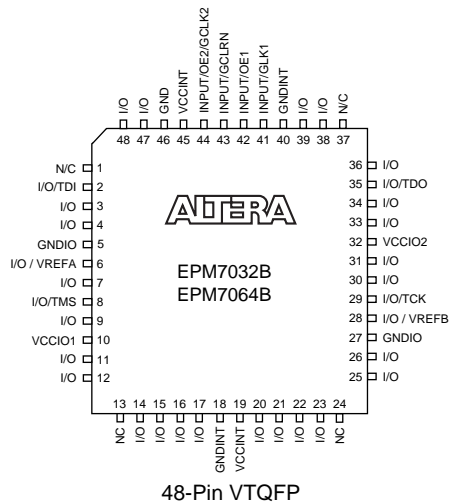 I/O
I/O
GND
VCCINT
INPUT/OE2/GCLK2
INPUT/GCLRN
INPUT/OE1
INPUT/GLK1
GNDINT
I/O
I/O
N/C
48 47 46 45 44 43 42 41 40 39 38 37
N/C 1
I/O/TDI 2
I/O 3
I/O 4
GNDIO 5
I/O / VREFA 6
I/O 7
I/O/TMS 8
I/O 9
VCCIO1 10
I/O 11
I/O 12
ALTERA
EPM7032B
EPM7064B
36 I/O
35 I/O/TDO
34 I/O
33 I/O
32 VCCIO2
31 I/O
30 I/O
29 I/O/TCK
28 I/O / VREFB
27 GNDIO
26 I/O
25 I/O
13 14 15 16 17 18 19 20 21 22 23 24
NC
I/O
I/O
I/O
I/O
GNDINT
VCCINT
I/O
I/O
I/O
I/O
NC
48-Pin VTQFP